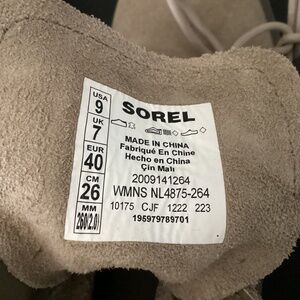 USA
9
UK
7
EUR
40
CM
26
MM
260(2.0)
SOREL
MADE IN CHINA
Fabriqué En Chine
Hecho en China
Çin Malı
2009141264
WMNS NL4875-264
10175 CJF 1222 223
195979789701